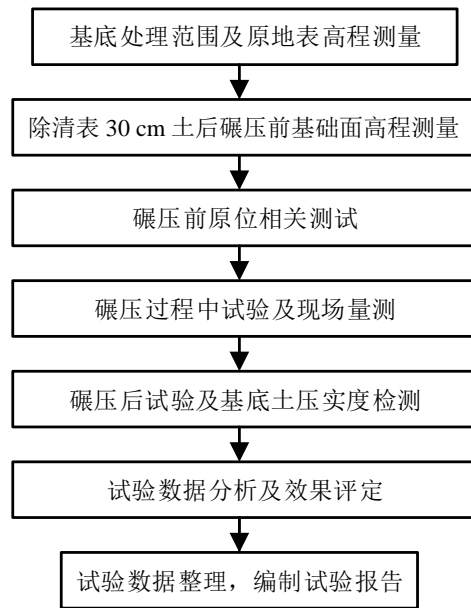 基底处理范围及原地表高程测量
除清表 30 cm 土后碾压前基础面高程测量
碾压前原位相关测试
碾压过程中试验及现场量测
碾压后试验及基底土压实度检测
试验数据分析及效果评定
试验数据整理，编制试验报告